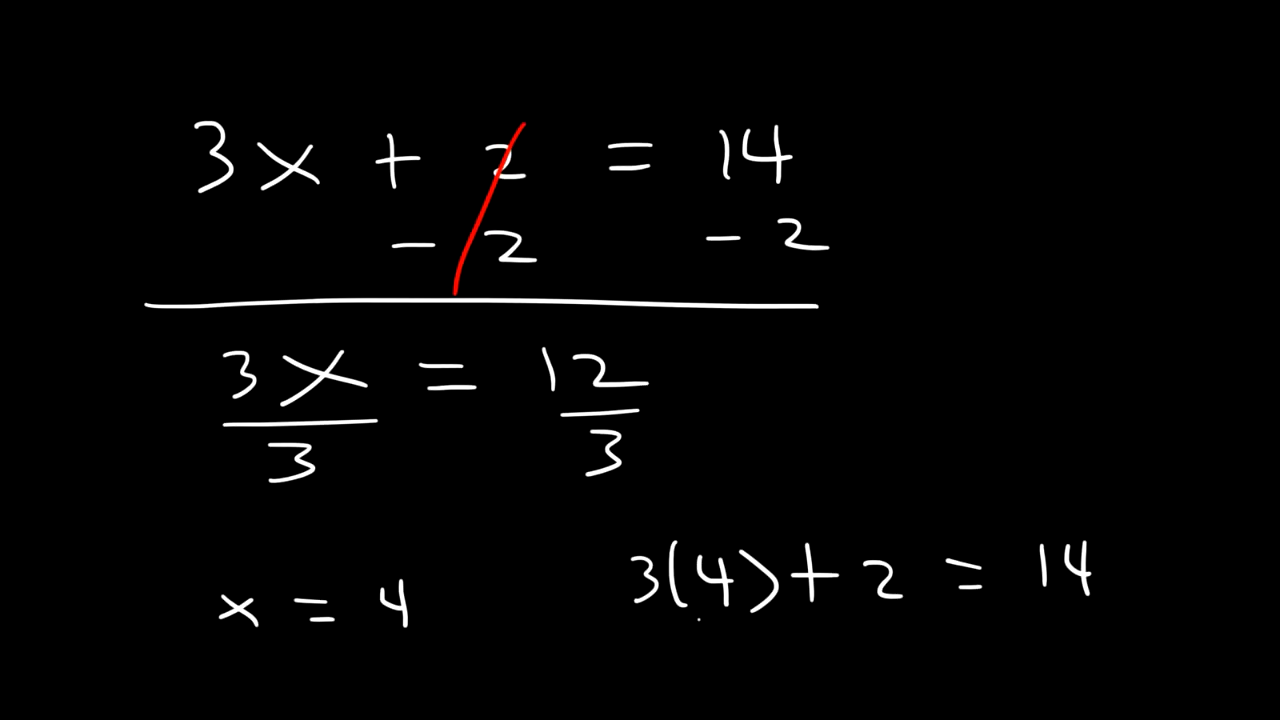 3x + 2 = 14
- 2 - 2
3x = 12
3 3
x = 4 3(4) + 2 = 14